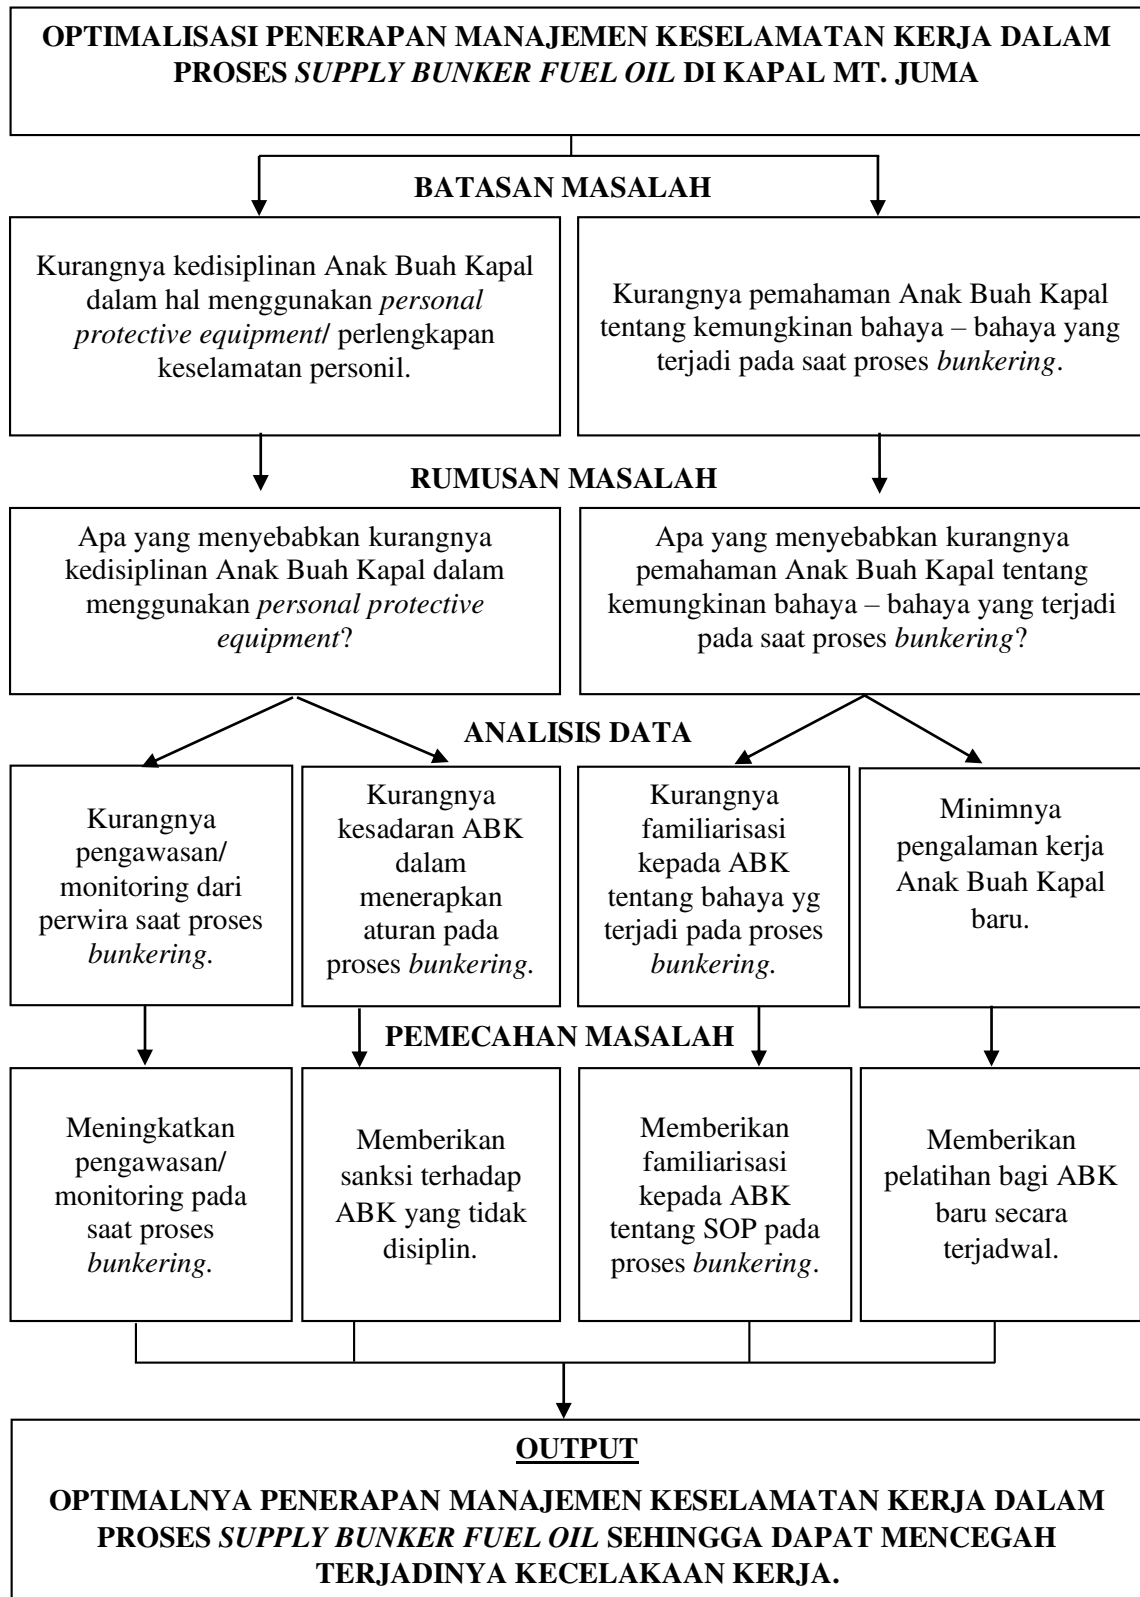 OPTIMALISASI PENERAPAN MANAJEMEN KESELAMATAN KERJA DALAM
PROSES SUPPLY BUNKER FUEL OIL DI KAPAL MT. JUMA
BATASAN MASALAH
Kurangnya kedisiplinan Anak Buah Kapal
dalam hal menggunakan personal
protective equipment/ perlengkapan
keselamatan personil.
Kurangnya pemahaman Anak Buah Kapal
tentang kemungkinan bahaya – bahaya yang
terjadi pada saat proses bunkering.
RUMUSAN MASALAH
Apa yang menyebabkan kurangnya
kedisiplinan Anak Buah Kapal dalam
menggunakan personal protective
equipment?
Apa yang menyebabkan kurangnya
pemahaman Anak Buah Kapal tentang
kemungkinan bahaya – bahaya yang terjadi
pada saat proses bunkering?
ANALISIS DATA
Kurangnya
pengawasan/
monitoring dari
perwira saat proses
bunkering.
Kurangnya
kesadaran ABK
dalam
menerapkan
aturan pada
proses bunkering.
Kurangnya
familiarisasi
kepada ABK
tentang bahaya yg
terjadi pada proses
bunkering.
Minimnya
pengalaman kerja
Anak Buah Kapal
baru.
PEMECAHAN MASALAH
Meningkatkan
pengawasan/
monitoring pada
saat proses
bunkering.
Memberikan
sanksi terhadap
ABK yang tidak
disiplin.
Memberikan
familiarisasi
kepada ABK
tentang SOP pada
proses bunkering.
Memberikan
pelatihan bagi ABK
baru secara
terjadwal.
OUTPUT
OPTIMALNYA PENERAPAN MANAJEMEN KESELAMATAN KERJA DALAM
PROSES SUPPLY BUNKER FUEL OIL SEHINGGA DAPAT MENCEGAH
TERJADINYA KECELAKAAN KERJA.